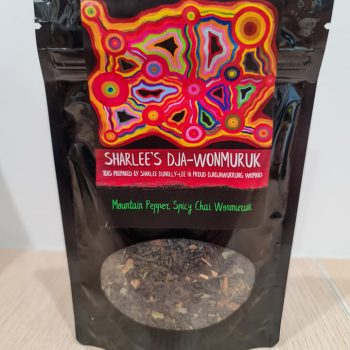 SHARLEE'S DJA-WONMURUK
TEAS PREPARED BY SHARLEE DUNOLLY-LEE (A PROUD DJADJAWURRUNG WOMAN)
Mountain Pepper Spicy Chai Wonmuruk